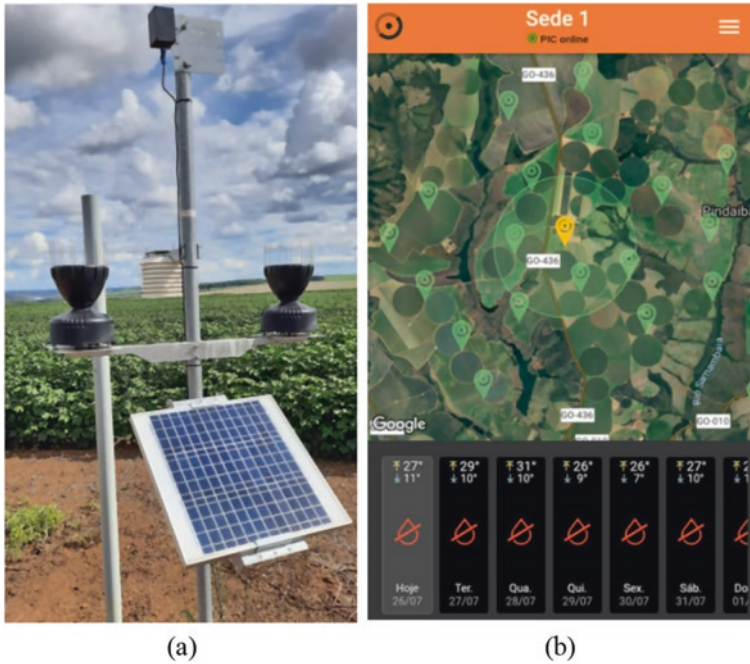 Sede 1
PIC online
GO-436
Pindaíba
GO-436
GO-436
GO-010
Google
27° 29° 31° 26° 26° 27°
11° 10° 10° 9° 7° 10°
Hoje Ter. Qua. Qui. Sex. Sáb. Do
26/07 27/07 28/07 29/07 30/07 31/07 01/
(a) (b)